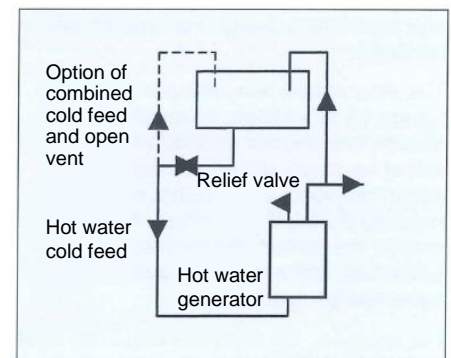 Option of
combined
cold feed
and open
vent
Relief valve
Hot water
cold feed
Hot water
generator